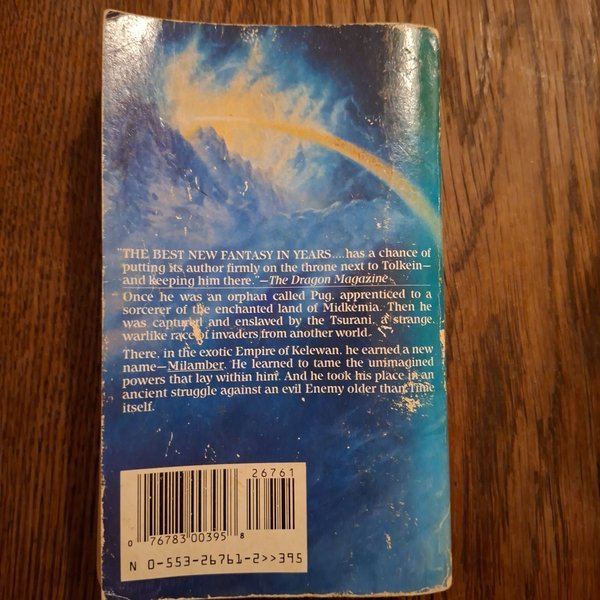 "THE BEST NEW FANTASY IN YEARS....has a chance of
putting its author firmly on the throne next to Tolkein—
and keeping him there."—The Dragon Magazine
Once he was an orphan called Pug, apprenticed to a
sorcerer of the enchanted land of Midkemia. Then he
was captured and enslaved by the Tsurani, a strange,
warlike race of invaders from another world.
There, in the exotic Empire of Kelewan, he earned a new
name—Milamber. He learned to tame the unimagined
powers that lay within him. And he took his place in an
ancient struggle against an evil Enemy older than Time
itself.
26761
0 76783 00395 8
N 0-553-26761-2>>395